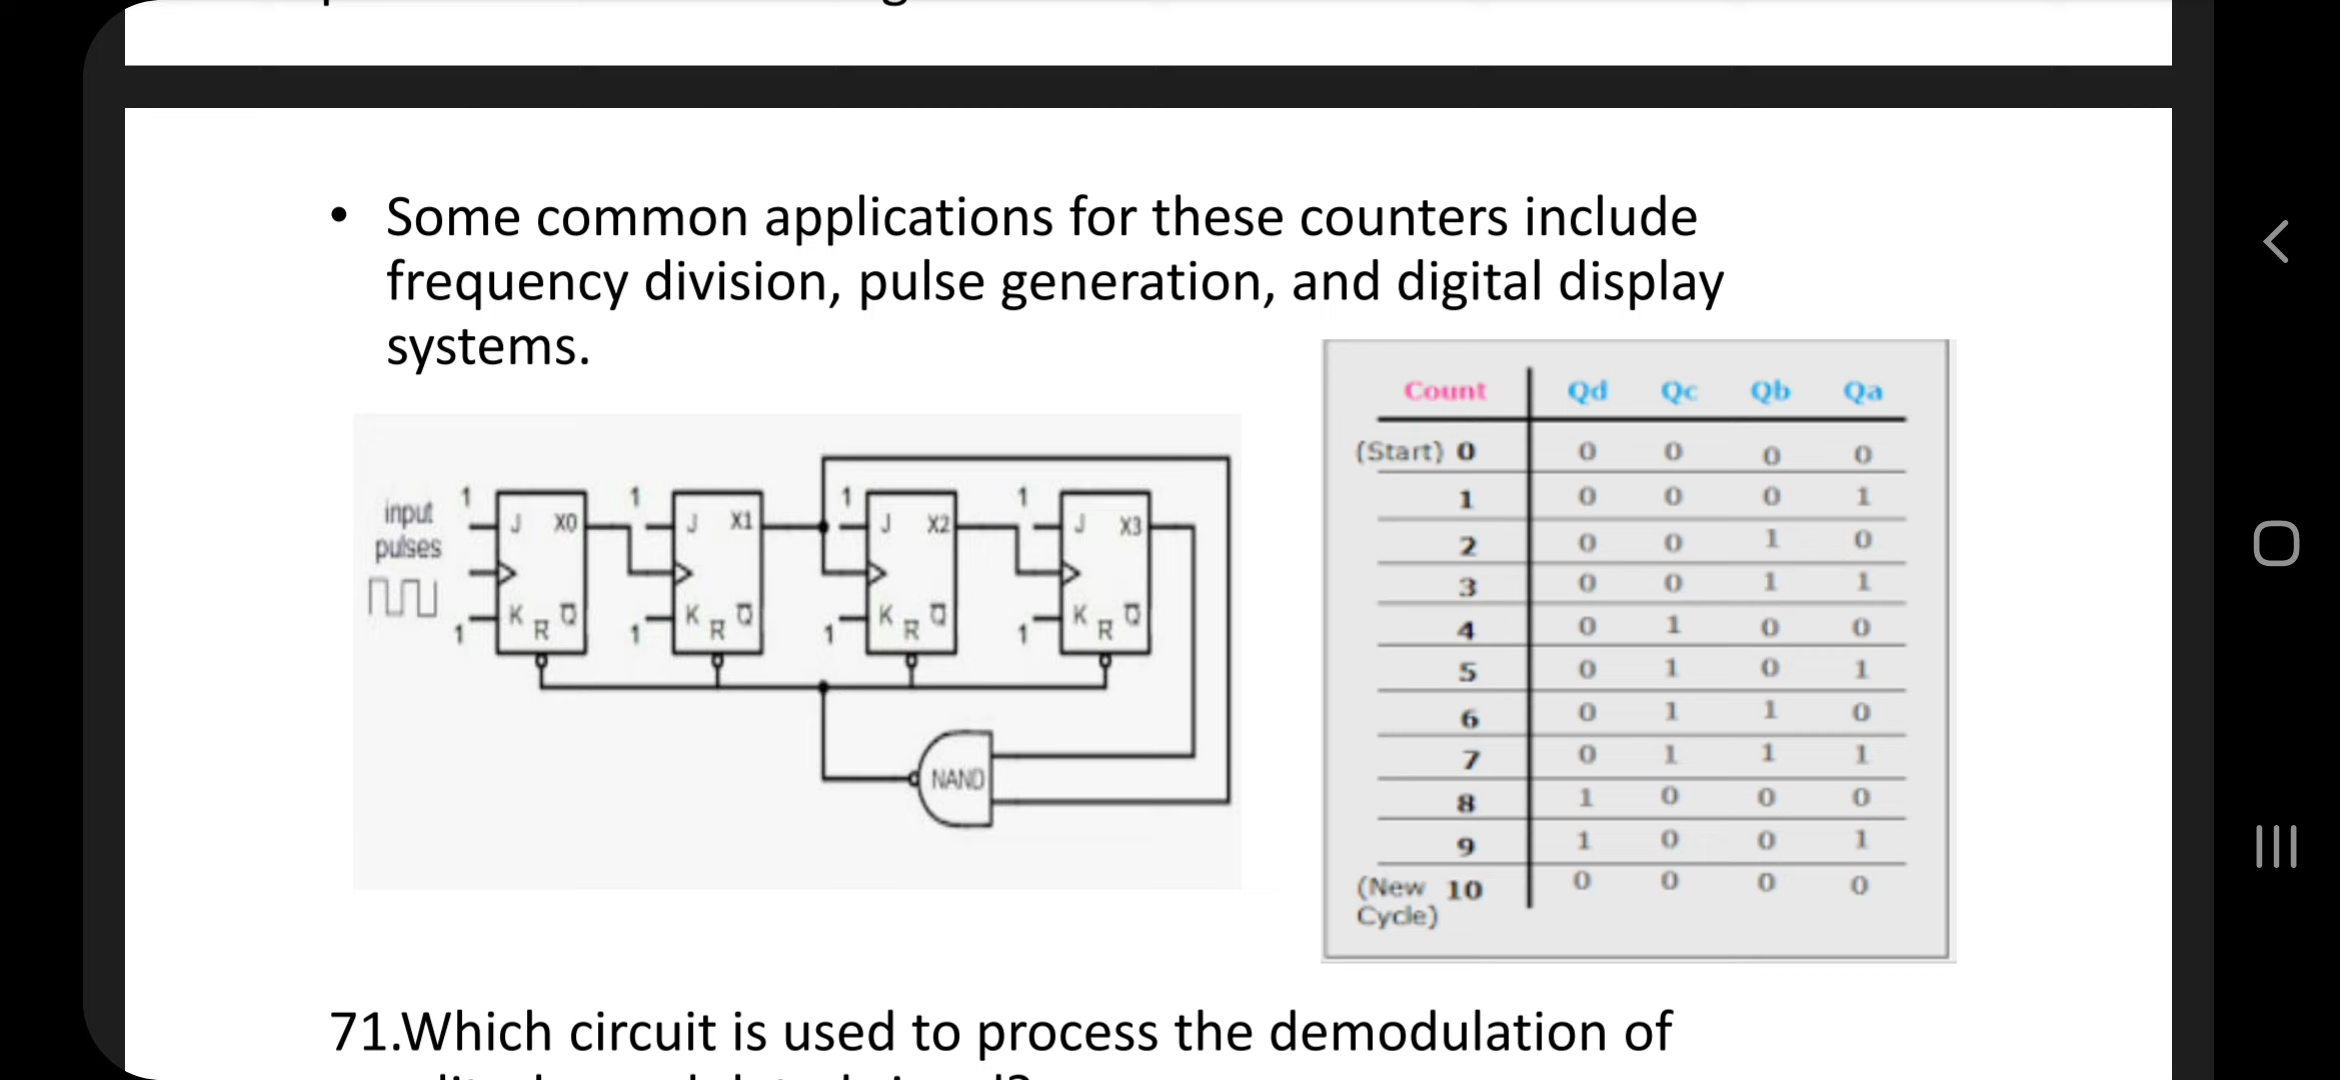 • Some common applications for these counters include
frequency division, pulse generation, and digital display
systems.
input
pulses
1 1 1 1
J X0 J X1 J X2 J X3
K R Q̅ K R Q̅ K R Q̅ K R Q̅
1 1 1 1
NAND
Count Qd Qc Qb Qa
(Start) 0 0 0 0 0
1 0 0 0 1
2 0 0 1 0
3 0 0 1 1
4 0 1 0 0
5 0 1 0 1
6 0 1 1 0
7 0 1 1 1
8 1 0 0 0
9 1 0 0 1
(New 10 0 0 0 0
Cycle)
71.Which circuit is used to process the demodulation of